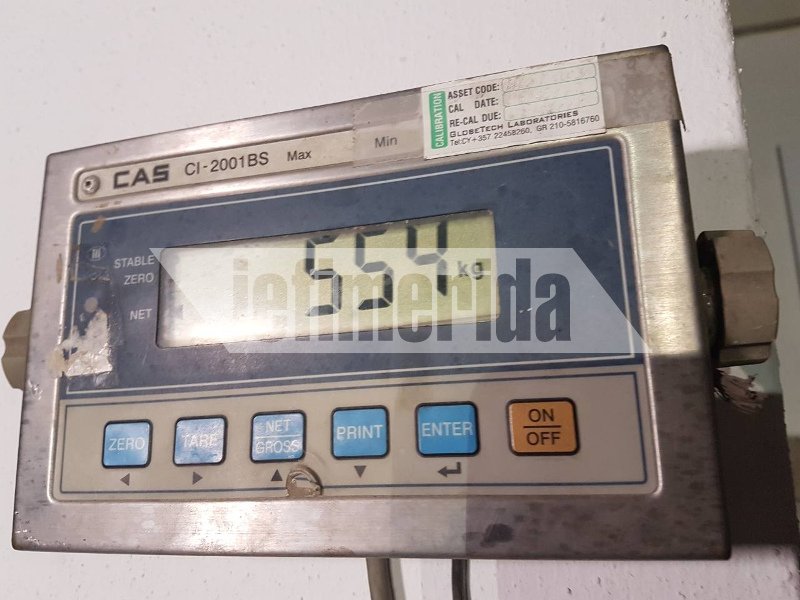 ASSET CODE:
CAL DATE:
RE-CAL DUE:
CALIBRATION
GLOBETECH LABORATORIES
Tel:CY+357 22458260, GR 210-5816760
CAS CI-2001BS Max Min
STABLE
ZERO
NET
554 kg
iefimerida
ZERO TARE NET GROSS PRINT ENTER ON OFF